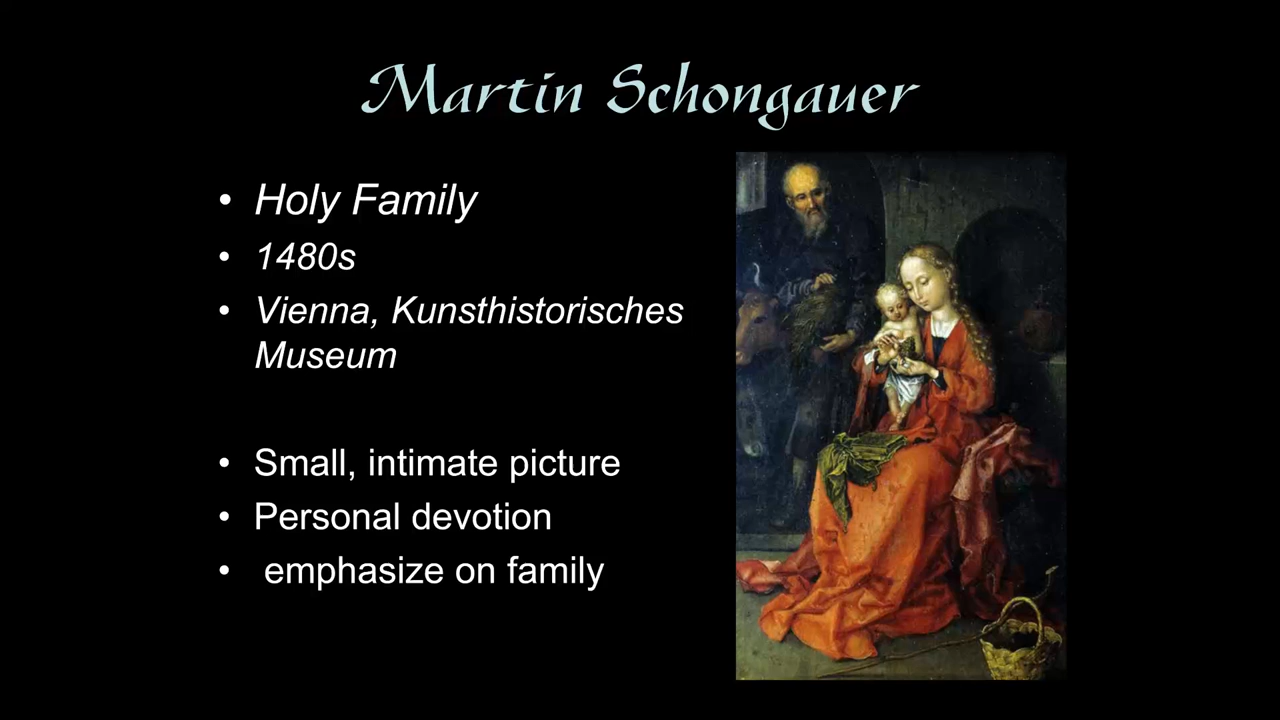 Martin Schongauer
• Holy Family
• 1480s
• Vienna, Kunsthistorisches
Museum
• Small, intimate picture
• Personal devotion
• emphasize on family